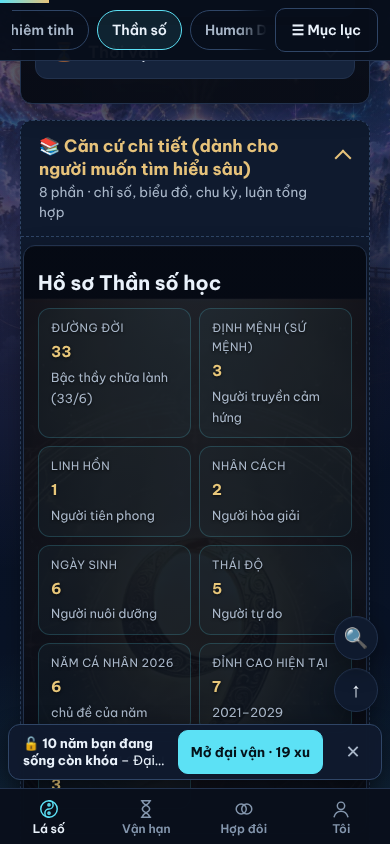 hiêm tinh
Thần số
Human D
☰ Mục lục
📚 Căn cứ chi tiết (dành cho
người muốn tìm hiểu sâu)
8 phần · chỉ số, biểu đồ, chu kỳ, luận tổng
hợp
Hồ sơ Thần số học
ĐƯỜNG ĐỜI
33
Bậc thầy chữa lành
(33/6)
ĐỊNH MỆNH (SỨ
MỆNH)
3
Người truyền cảm
hứng
LINH HỒN
1
Người tiên phong
NHÂN CÁCH
2
Người hòa giải
NGÀY SINH
6
Người nuôi dưỡng
THÁI ĐỘ
5
Người tự do
NĂM CÁ NHÂN 2026
6
chủ đề của năm
ĐỈNH CAO HIỆN TẠI
7
2021–2029
↑
🔓 10 năm bạn đang
sống còn khóa – Đại...
Mở đại vận · 19 xu
✕
3
Lá số
Vận hạn
Hợp đôi
Tôi